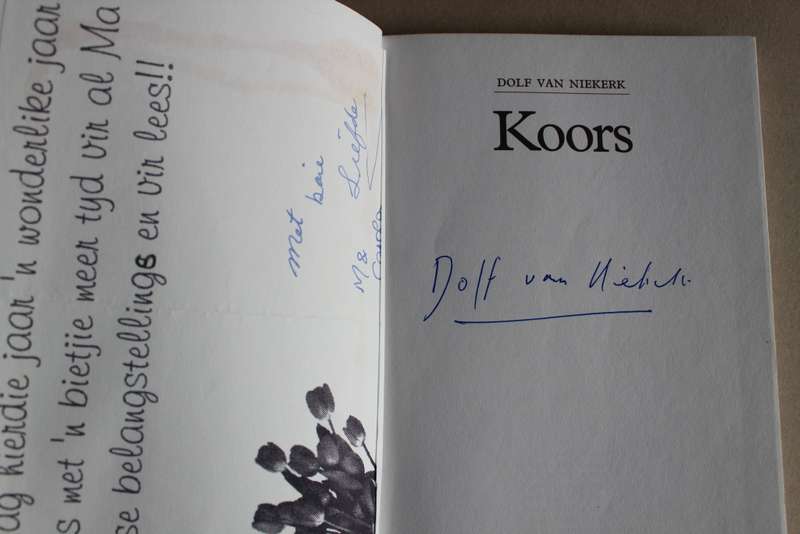 ag hierdie jaar 'n wonderlike jaar
s met 'n bietjie meer tyd vir al Ma
se belangstellings en vir lees!!
Met
baie
Liefde
DOLF VAN NIEKERK
Koors
Dolf van Niekerk